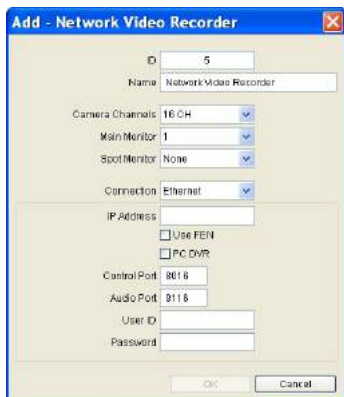 Add - Network Video Recorder
ID 5
Name Network Video Recorder
Camera Channels 16 CH
Main Monitor 1
Spot Monitor None
Connection Ethernet
IP Address
Use FEN
PC DVR
Control Port 8016
Audio Port 8116
User ID
Password
OK Cancel